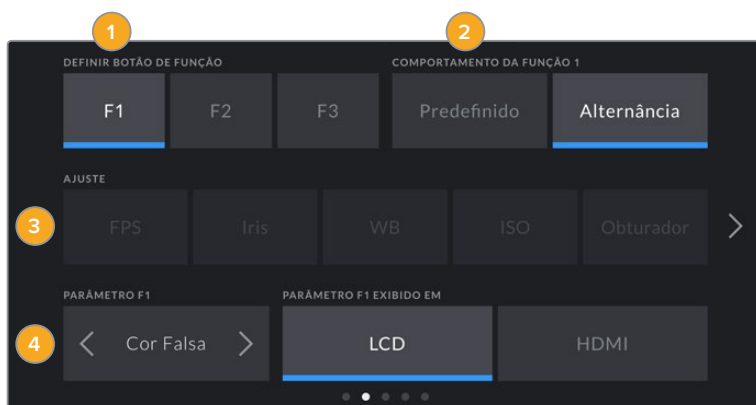 1 2
DEFINIR BOTÃO DE FUNÇÃO COMPORTAMENTO DA FUNÇÃO 1
F1 F2 F3 Predefinido Alternância
AJUSTE
3 FPS Iris WB ISO Obturador
PARÂMETRO F1 PARÂMETRO F1 EXIBIDO EM
4 Cor Falsa LCD HDMI